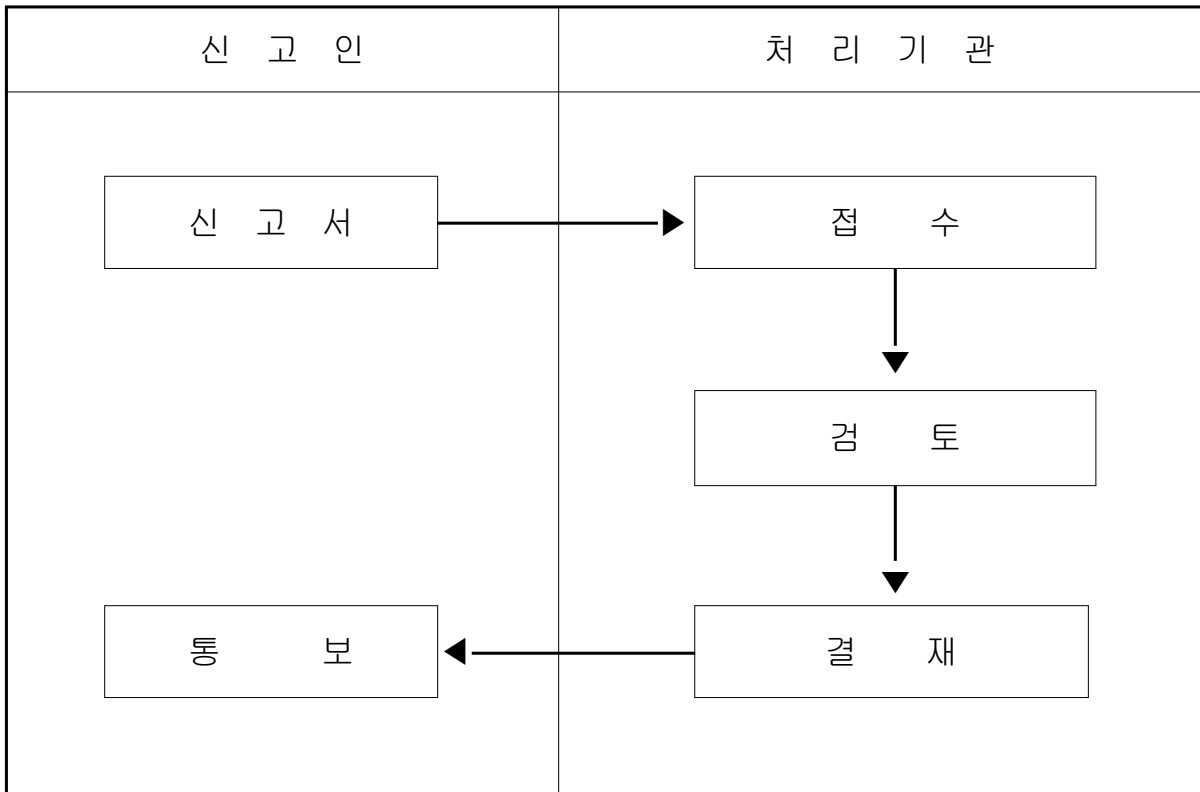 신 고 인
처 리 기 관
신 고 서
접 수
검 토
통 보
결 재